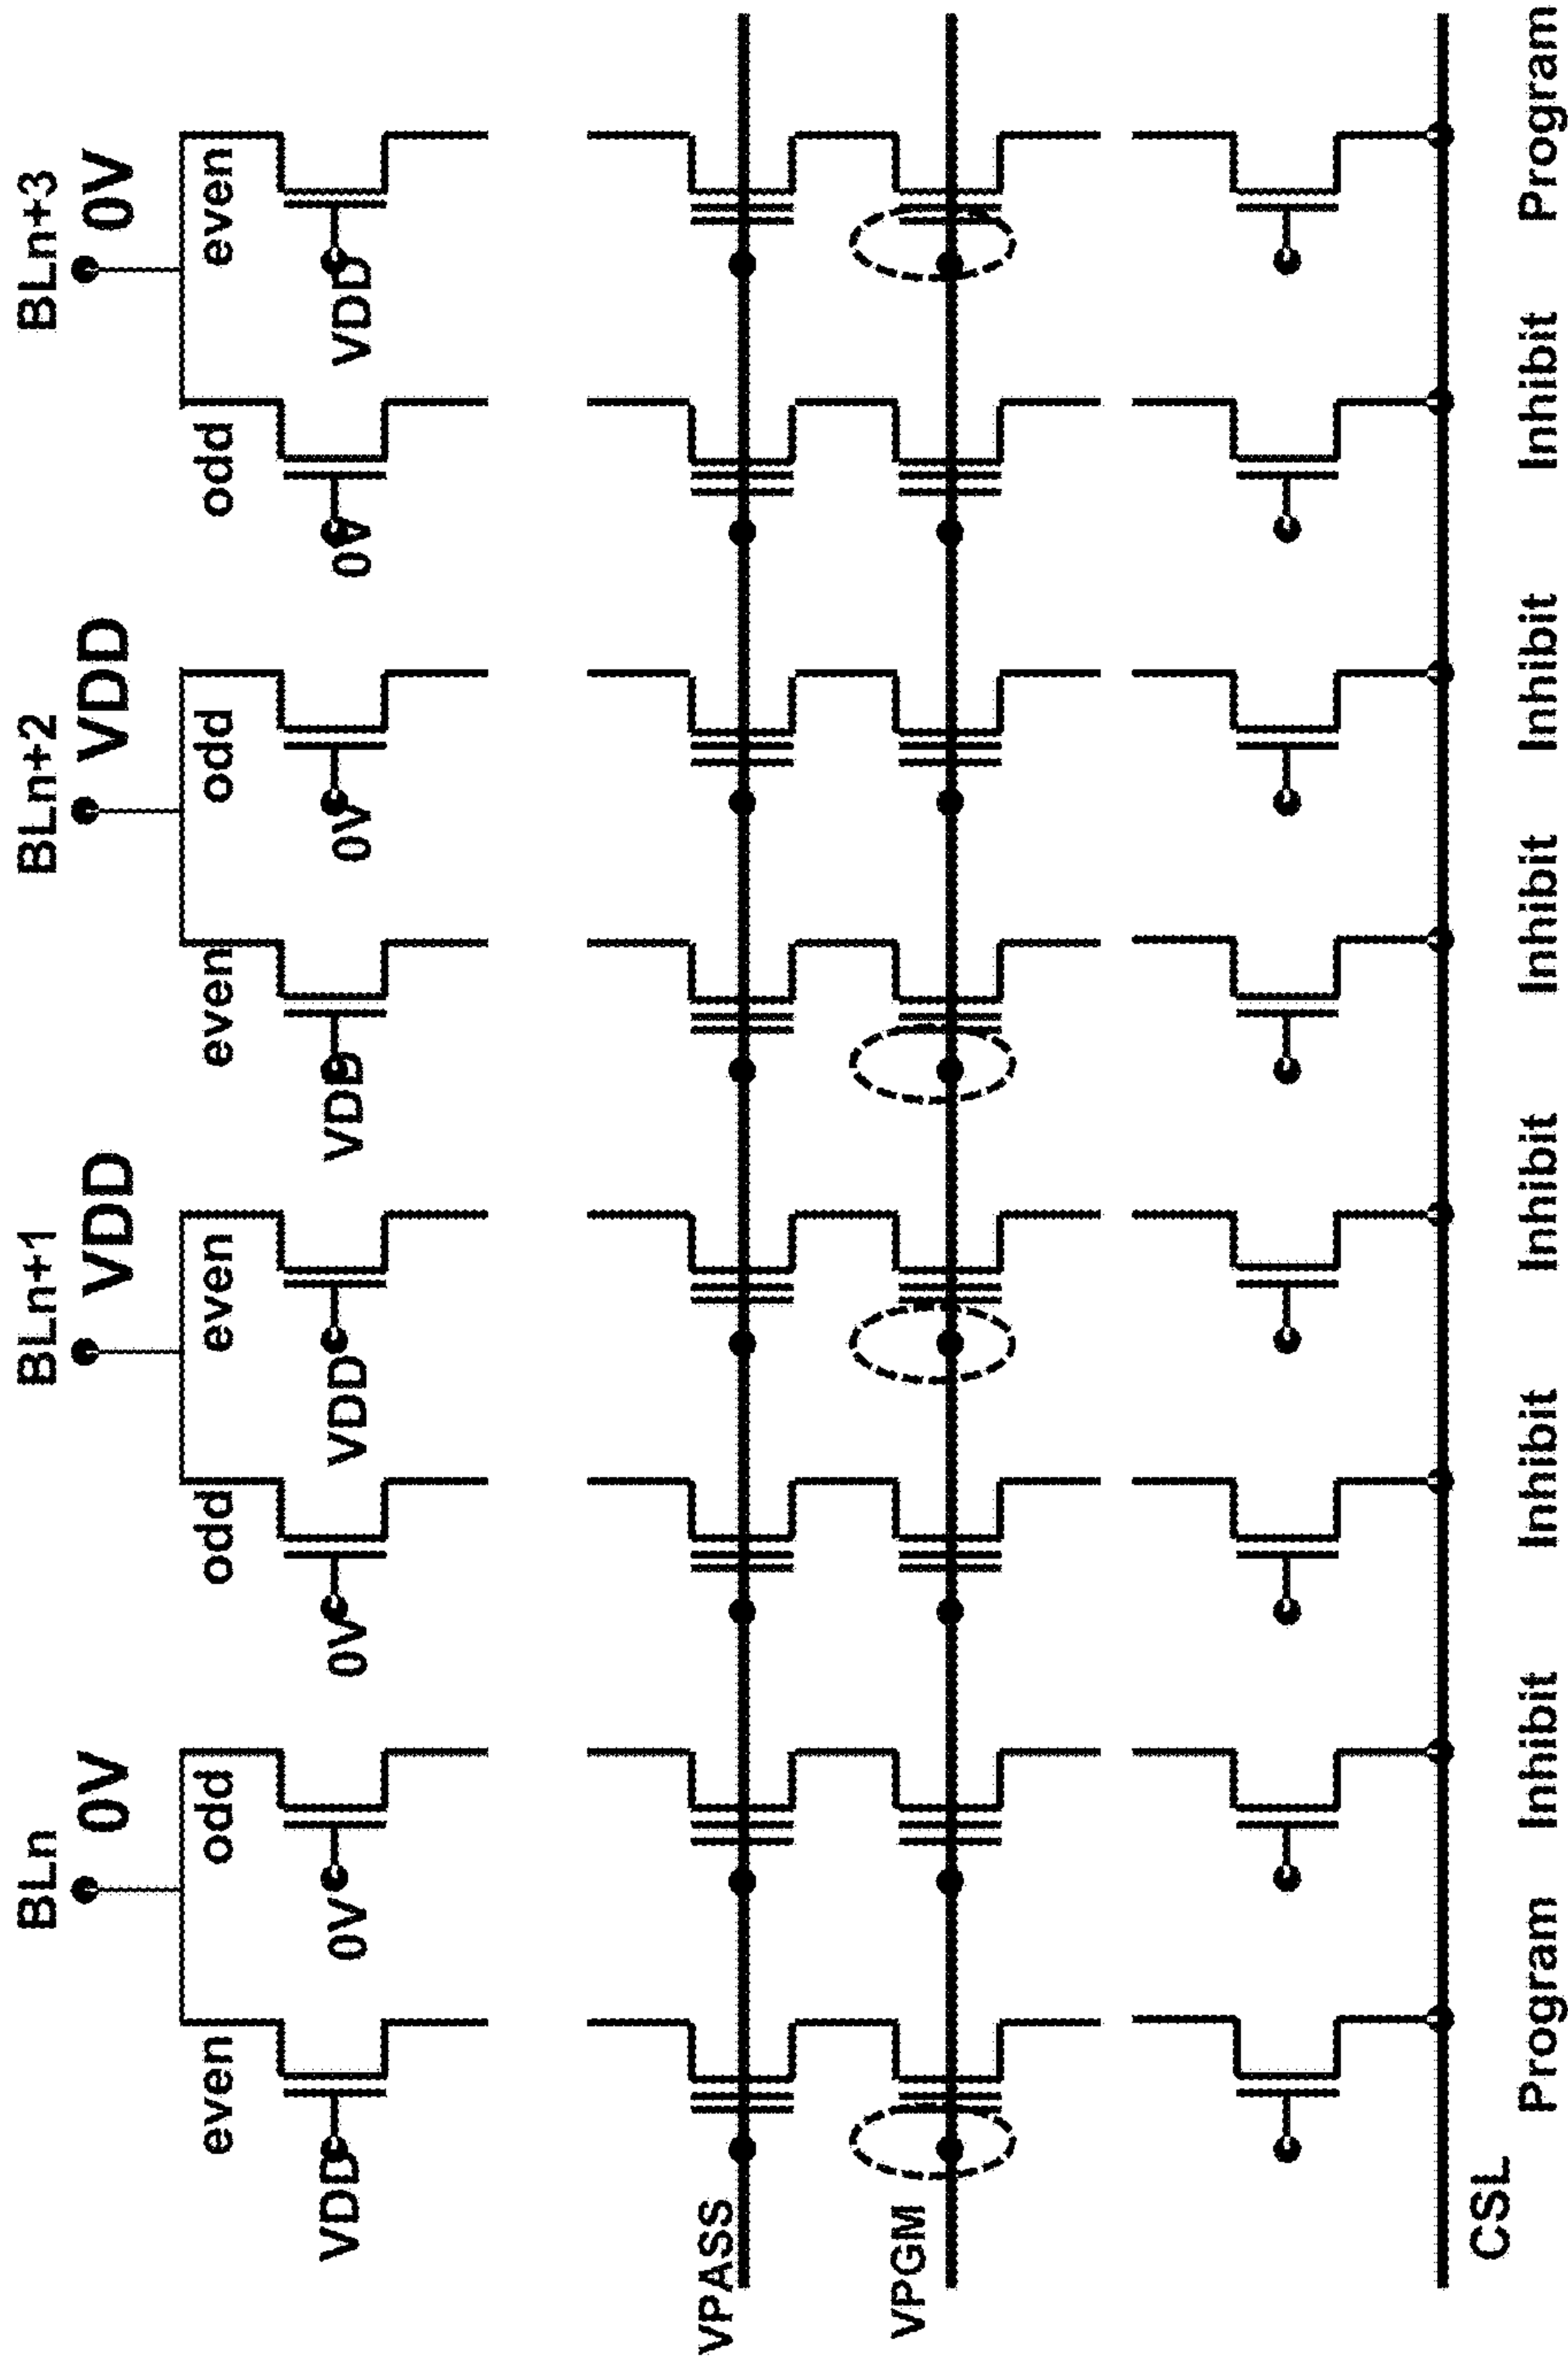 BLn BLn+1 BLn+2 BLn+3
0V VDD VDD 0V
even odd odd even even odd odd even
VDD 0V 0V VDD VDD 0V 0V VDD
VPASS
VPGM
CSL
Program Inhibit Inhibit Inhibit Inhibit Inhibit Inhibit Program